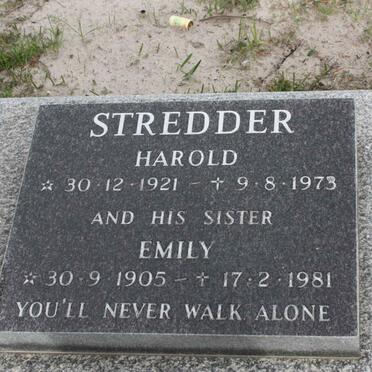 STREDDER
HAROLD
☆ 30·12·1921 – ✝ 9·8·1973
AND HIS SISTER
EMILY
☆ 30·9·1905 – ✝ 17·2·1981
YOU'LL NEVER WALK ALONE